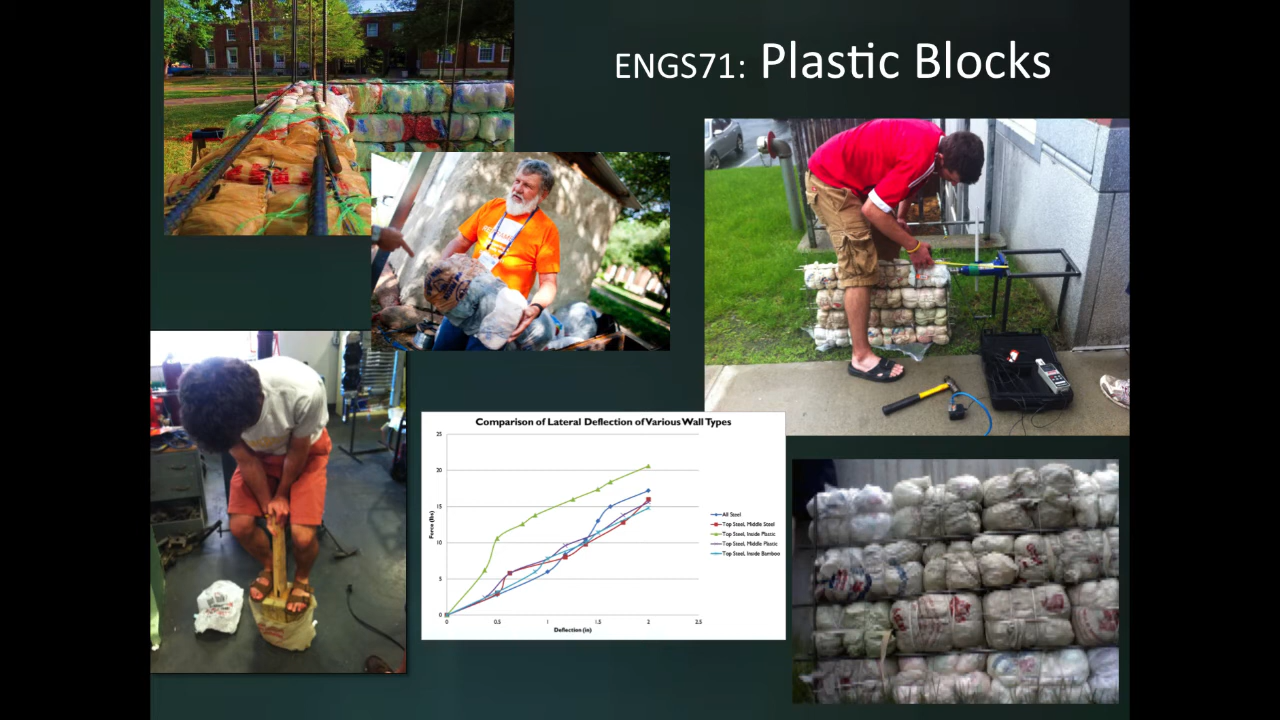 ENGS71: Plastic Blocks
Comparison of Lateral Deflection of Various Wall Types
Force (lbs)
25
20
15
10
5
0
0
0.5
1
1.5
2
2.5
Deflection (in)
All Steel
Top Steel, Middle Steel
Top Steel, Inside Plastic
Top Steel, Middle Plastic
Top Steel, Inside Bamboo